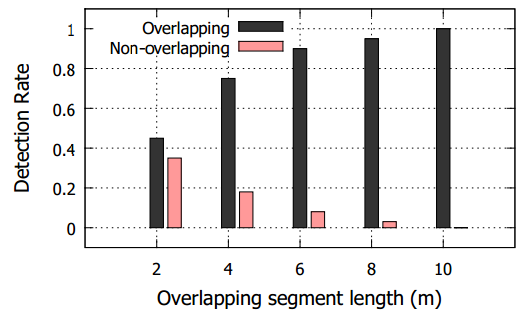 Overlapping
Non-overlapping
1
0.8
0.6
0.4
0.2
0
Detection Rate
2 4 6 8 10
Overlapping segment length (m)